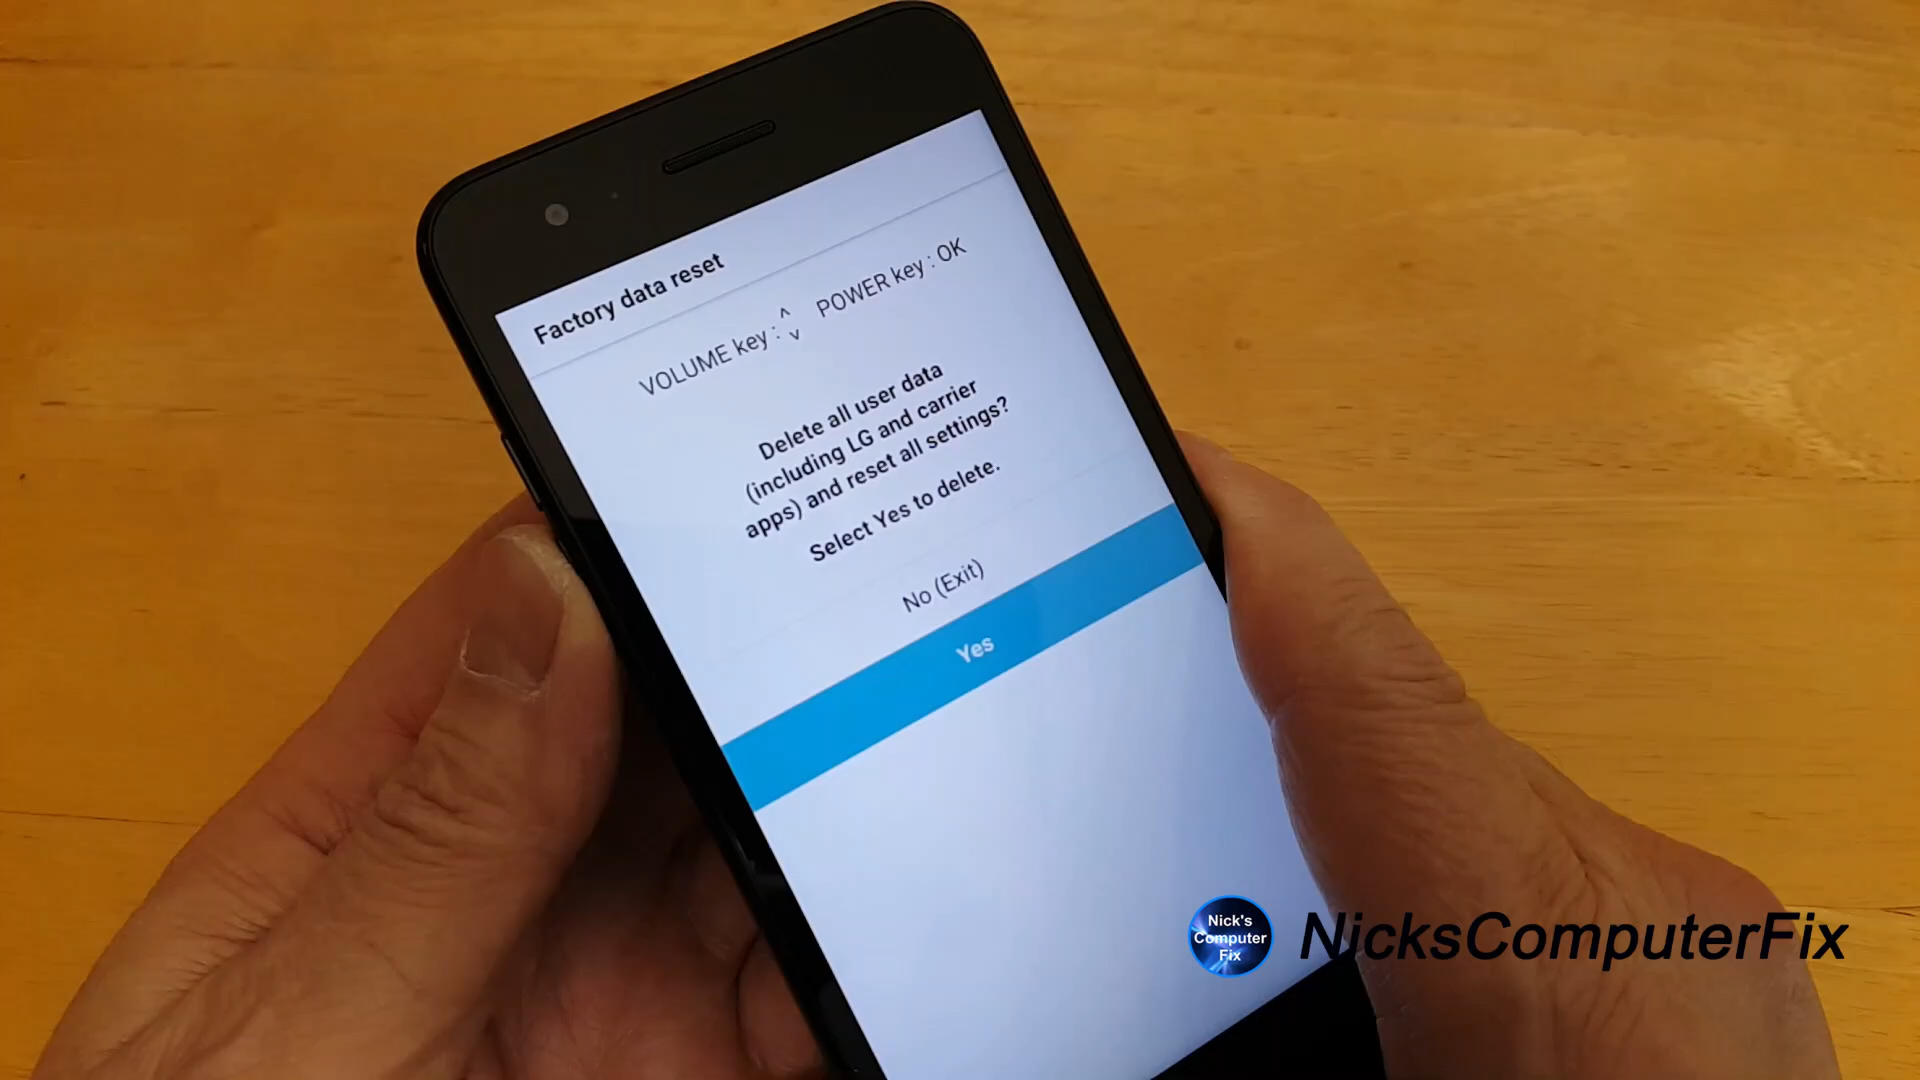 Factory data reset
VOLUME key : ^ v POWER key : OK
Delete all user data
(including LG and carrier
apps) and reset all settings?
Select Yes to delete.
No (Exit)
Yes
Nick's
Computer
Fix
NicksComputerFix